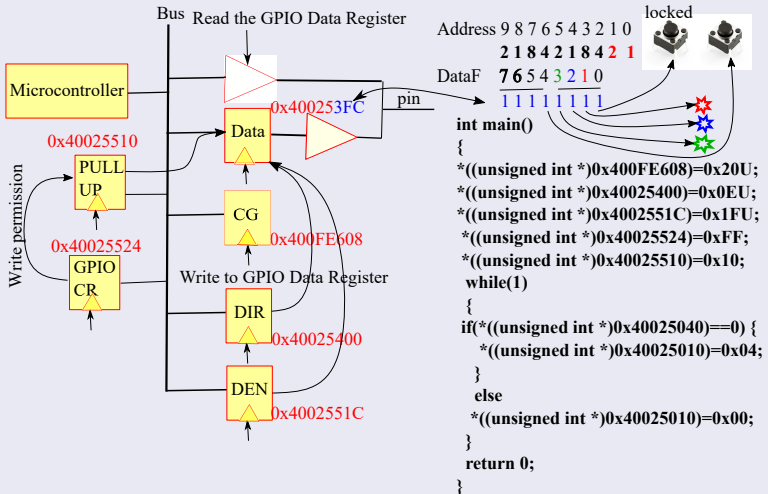 Bus
Read the GPIO Data Register
Microcontroller
0x400253FC
pin
Data
0x40025510
PULL
UP
CG
0x400FE608
Write permission
0x40025524
GPIO
CR
Write to GPIO Data Register
DIR
0x40025400
DEN
0x4002551C
locked
Address 9 8 7 6 5 4 3 2 1 0
2 1 8 4 2 1 8 4 2 1
DataF 7 6 5 4 3 2 1 0
1 1 1 1 1 1 1 1
int main()
{
*((unsigned int *)0x400FE608)=0x20U;
*((unsigned int *)0x40025400)=0x0EU;
*((unsigned int *)0x4002551C)=0x1FU;
*((unsigned int *)0x40025524)=0xFF;
*((unsigned int *)0x40025510)=0x10;
while(1)
{
if(*((unsigned int *)0x40025040)==0) {
*((unsigned int *)0x40025010)=0x04;
}
else
*((unsigned int *)0x40025010)=0x00;
}
return 0;
}